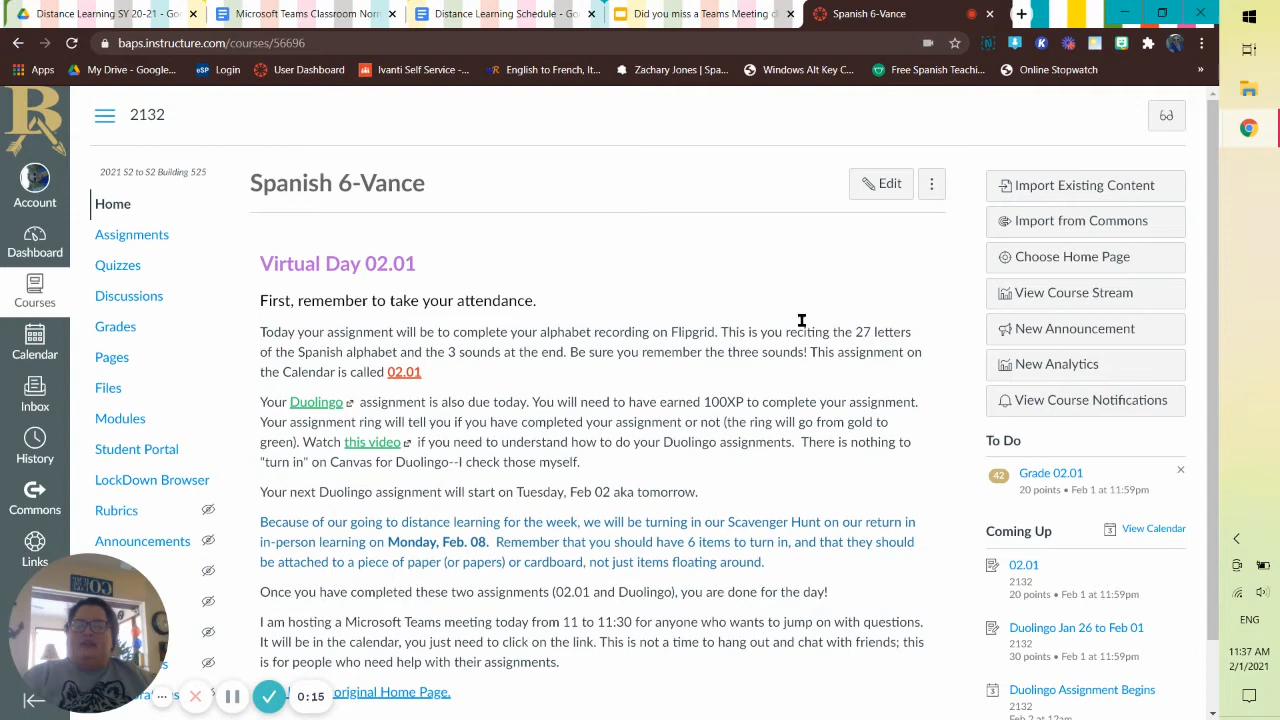 Distance Learning SY 20-21 - Go
Microsoft Teams Classroom Norr
Distance Learning Schedule - Go
Did you miss a Teams Meeting d
Spanish 6-Vance
baps.instructure.com/courses/56696
Apps
My Drive - Google...
Login
User Dashboard
Ivanti Self Service -...
English to French, It...
Zachary Jones (Spani...
Windows Alt Key C...
Free Spanish Teachi...
Online Stopwatch
2132
2021 S2 to S2 Building 525
Account
Dashboard
Courses
Calendar
Inbox
History
Commons
Links
Home
Assignments
Quizzes
Discussions
Grades
Pages
Files
Modules
Student Portal
LockDown Browser
Rubrics
Announcements
Spanish 6-Vance
Edit
Virtual Day 02.01
First, remember to take your attendance.
Today your assignment will be to complete your alphabet recording on Flipgrid. This is you reciting the 27 letters
of the Spanish alphabet and the 3 sounds at the end. Be sure you remember the three sounds! This assignment on
the Calendar is called 02.01
Your Duolingo assignment is also due today. You will need to have earned 100XP to complete your assignment.
Your assignment ring will tell you if you have completed your assignment or not (the ring will go from gold to
green). Watch this video if you need to understand how to do your Duolingo assignments. There is nothing to
"turn in" on Canvas for Duolingo--I check those myself.
Your next Duolingo assignment will start on Tuesday, Feb 02 aka tomorrow.
Because of our going to distance learning for the week, we will be turning in our Scavenger Hunt on our return in
in-person learning on Monday, Feb. 08. Remember that you should have 6 items to turn in, and that they should
be attached to a piece of paper (or papers) or cardboard, not just items floating around.
Once you have completed these two assignments (02.01 and Duolingo), you are done for the day!
I am hosting a Microsoft Teams meeting today from 11 to 11:30 for anyone who wants to jump on with questions.
It will be in the calendar, you just need to click on the link. This is not a time to hang out and chat with friends; this
is for people who need help with their assignments.
original Home Page.
0:15
Import Existing Content
Import from Commons
Choose Home Page
View Course Stream
New Announcement
New Analytics
View Course Notifications
To Do
42
Grade 02.01
20 points • Feb 1 at 11:59pm
Coming Up
View Calendar
02.01
2132
20 points • Feb 1 at 11:59pm
Duolingo Jan 26 to Feb 01
2132
30 points • Feb 1 at 11:59pm
Duolingo Assignment Begins
2132
Feb 2 at 12am
ENG
11:37 AM
2/1/2021